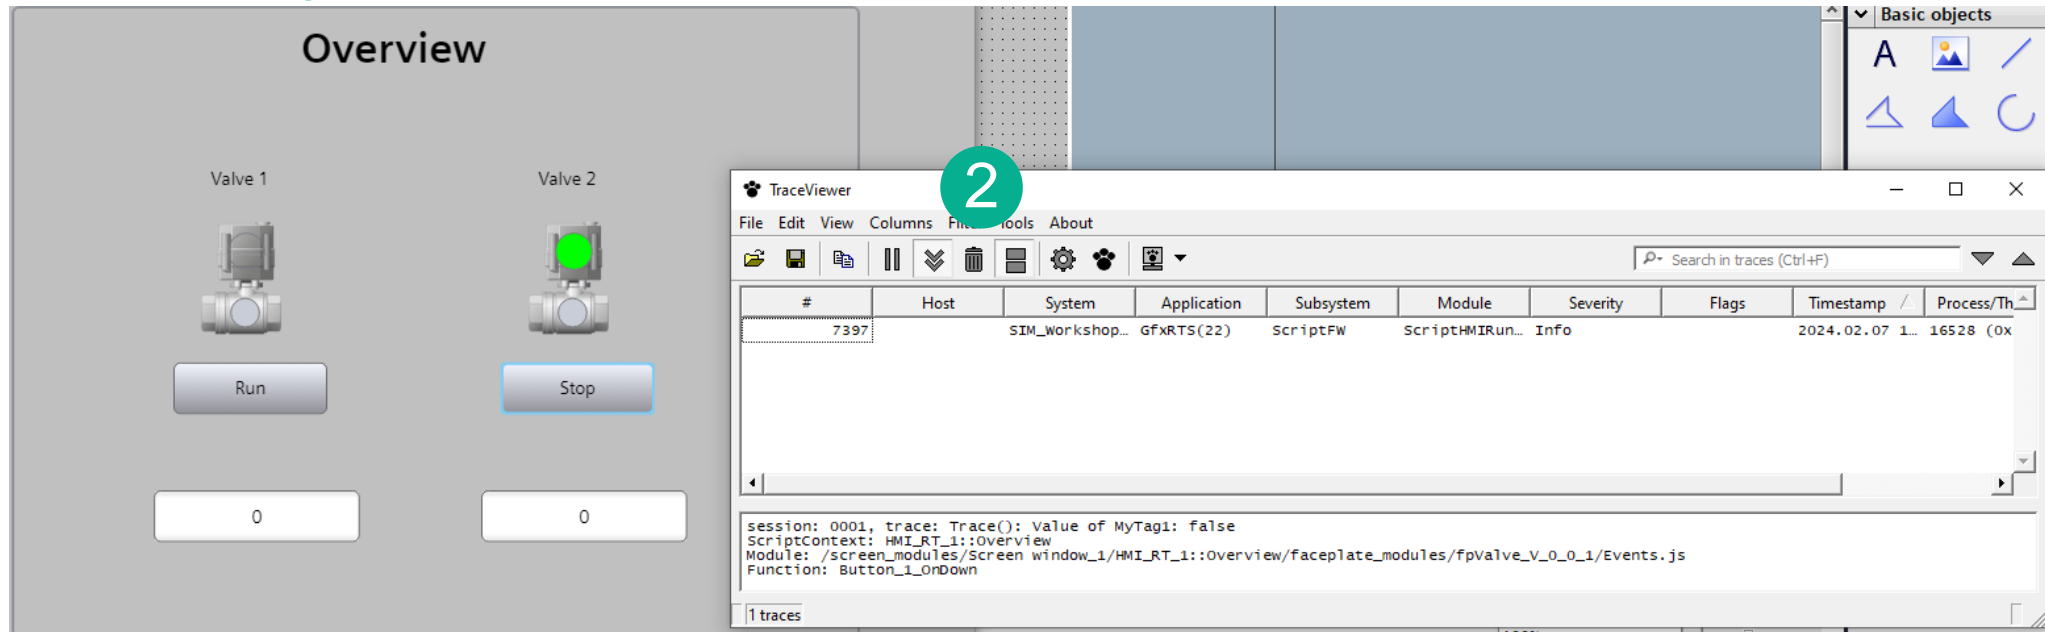 Overview
Valve 1
Valve 2
Run
Stop
0
0
Basic objects
A
2
TraceViewer
File Edit View Columns Tools About
Search in traces (Ctrl+F)
# Host System Application Subsystem Module Severity Flags Timestamp Process/Th
7397 SIM_Workshop... GfxRTS(22) ScriptFW ScriptHMIRun... Info 2024.02.07 1... 16528 (0x
session: 0001, trace: Trace(): Value of MyTag1: false
ScriptContext: HMI_RT_1::Overview
Module: /screen_modules/Screen window_1/HMI_RT_1::Overview/faceplate_modules/fpValve_V_0_0_1/Events.js
Function: Button_1_OnDown
1 traces